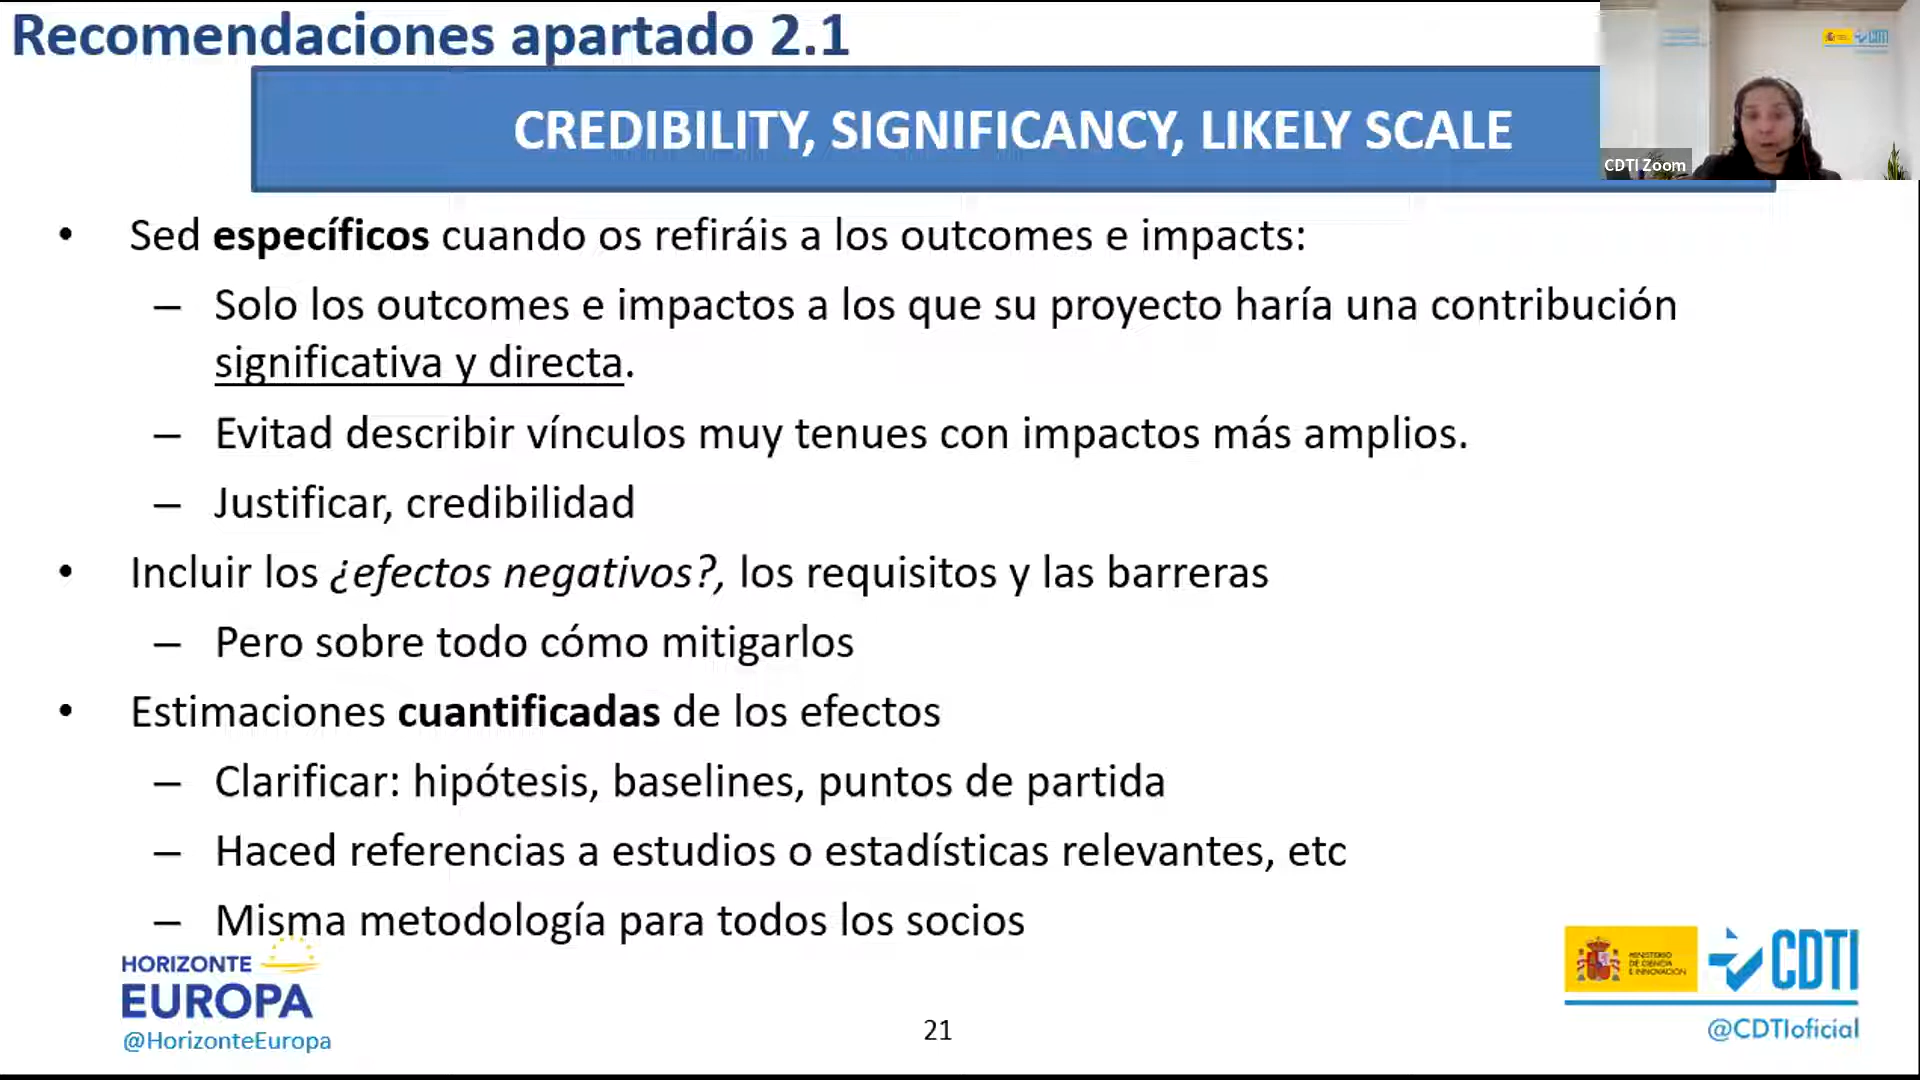 Recomendaciones apartado 2.1
CREDIBILITY, SIGNIFICANCY, LIKELY SCALE
CDTI Zoom
• Sed específicos cuando os refiráis a los outcomes e impacts:
– Solo los outcomes e impactos a los que su proyecto haría una contribución
significativa y directa.
– Evitad describir vínculos muy tenues con impactos más amplios.
– Justificar, credibilidad
• Incluir los ¿efectos negativos?, los requisitos y las barreras
– Pero sobre todo cómo mitigarlos
• Estimaciones cuantificadas de los efectos
– Clarificar: hipótesis, baselines, puntos de partida
– Haced referencias a estudios o estadísticas relevantes, etc
– Misma metodología para todos los socios
HORIZONTE
EUROPA
@HorizonteEuropa
21
MINISTERIO
DE CIENCIA
E INNOVACIÓN
CDTI
@CDTIoficial